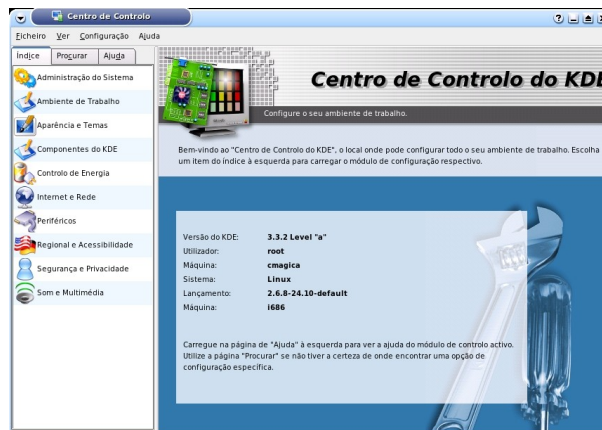 Centro de Controlo
Ficheiro Ver Configuração Ajuda
Índice Procurar Ajuda
Administração do Sistema
Ambiente de Trabalho
Aparência e Temas
Componentes do KDE
Controlo de Energia
Internet e Rede
Periféricos
Regional e Acessibilidade
Segurança e Privacidade
Som e Multimédia
Centro de Controlo do KDE
Configure o seu ambiente de trabalho.
Bem-vindo ao "Centro de Controlo do KDE", o local onde pode configurar todo o seu ambiente de trabalho. Escolha
um item do índice à esquerda para carregar o módulo de configuração respectivo.
Versão do KDE: 3.3.2 Level "a"
Utilizador: root
Máquina: cmagica
Sistema: Linux
Lançamento: 2.6.8-24.10-default
Máquina: i686
Carregue na página de "Ajuda" à esquerda para ver a ajuda do módulo de controlo activo.
Utilize a página "Procurar" se não tiver a certeza de onde encontrar uma opção de
configuração específica.